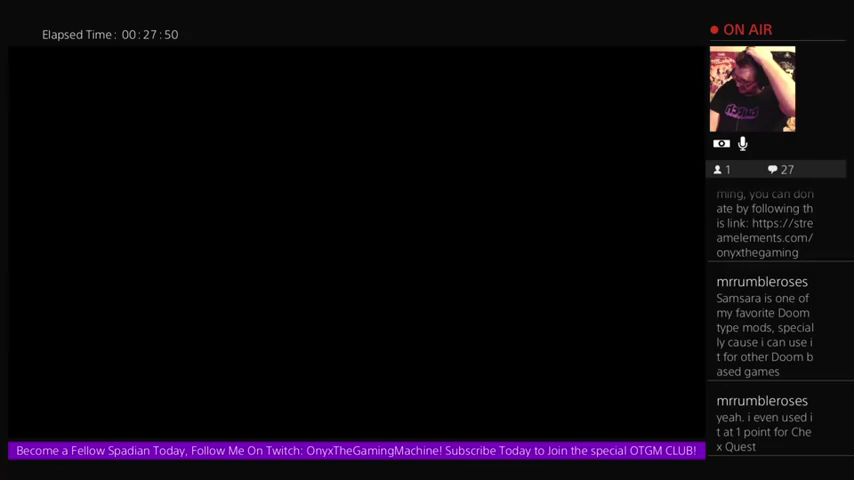 Elapsed Time: 00:27:50
ON AIR
1 27
ming, you can don
ate by following th
is link: https://stre
amelements.com/
onyxthegaming
mrrumbleroses
Samsara is one of
my favorite Doom
type mods, special
ly cause i can use i
t for other Doom b
ased games
mrrumbleroses
yeah. i even used i
t at 1 point for Che
x Quest
Become a Fellow Spadian Today, Follow Me On Twitch: OnyxTheGamingMachine! Subscribe Today to Join the special OTGM CLUB!